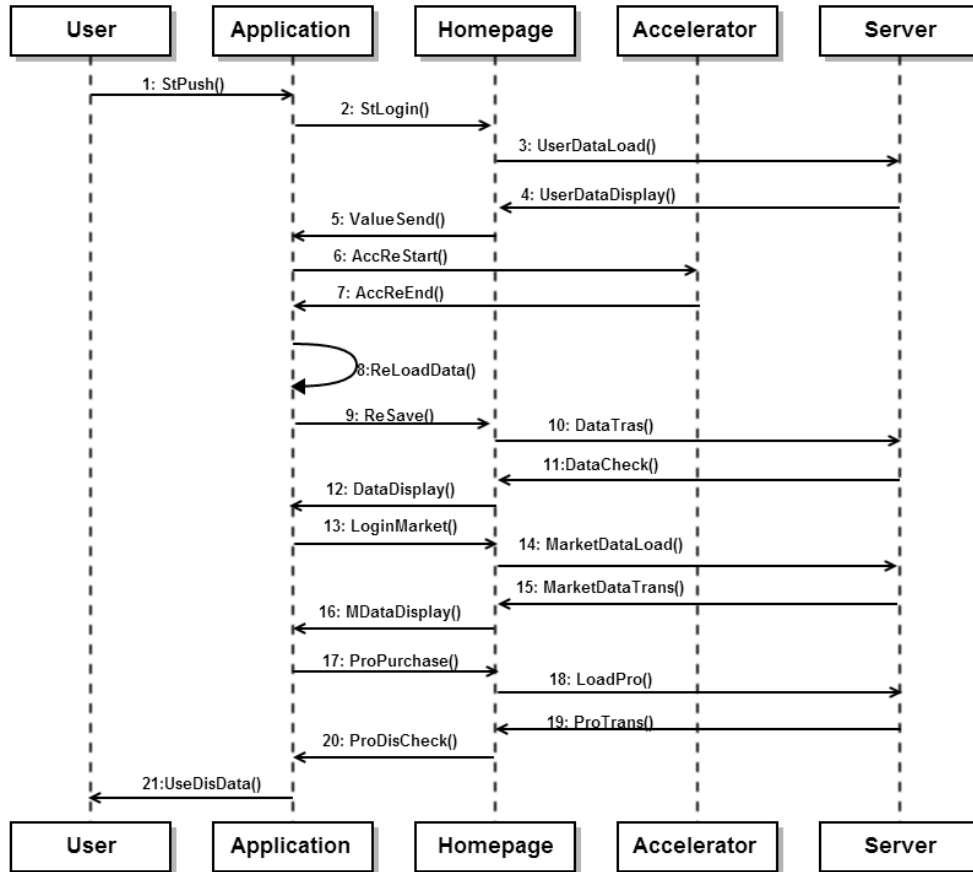 User
Application
Homepage
Accelerator
Server
1: StPush()
2: StLogin()
3: UserDataLoad()
4: UserDataDisplay()
5: ValueSend()
6: AccReStart()
7: AccReEnd()
8:ReLoadData()
9: ReSave()
10: DataTras()
11:DataCheck()
12: DataDisplay()
13: LoginMarket()
14: MarketDataLoad()
15: MarketDataTrans()
16: MDataDisplay()
17: ProPurchase()
18: LoadPro()
19: ProTrans()
20: ProDisCheck()
21:UseDisData()
User
Application
Homepage
Accelerator
Server